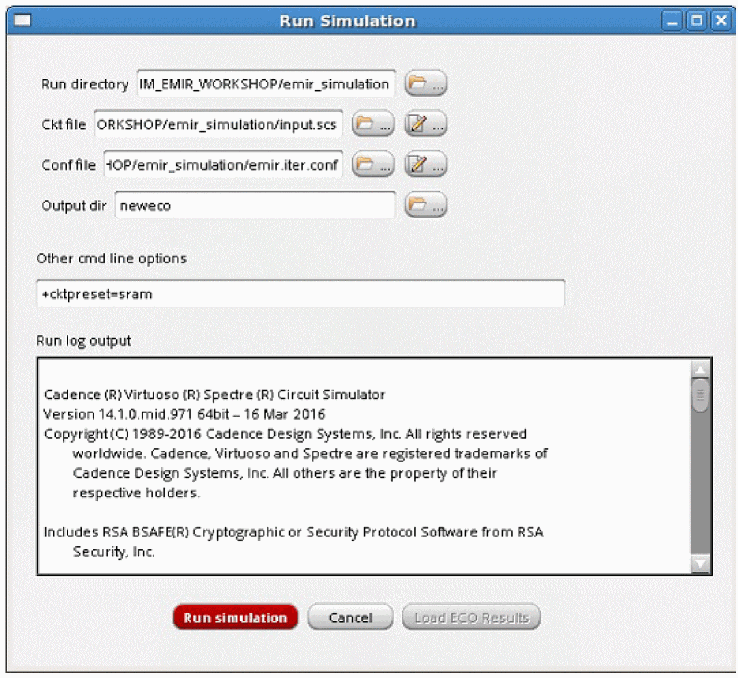 Run Simulation
Run directory IM_EMIR_WORKSHOP/emir_simulation ...
Ckt file ORKSHOP/emir_simulation/input.scs ... ...
Conf file HOP/emir_simulation/emir.iter.conf ... ...
Output dir neweco ...
Other cmd line options
+cktpreset=sram
Run log output
Cadence (R) Virtuoso (R) Spectre (R) Circuit Simulator
Version 14.1.0.mid.971 64bit – 16 Mar 2016
Copyright (C) 1989-2016 Cadence Design Systems, Inc. All rights reserved
worldwide. Cadence, Virtuoso and Spectre are registered trademarks of
Cadence Design Systems, Inc. All others are the property of their
respective holders.
Includes RSA BSAFE(R) Cryptographic or Security Protocol Software from RSA
Security, Inc.
Run simulation Cancel Load ECO Results